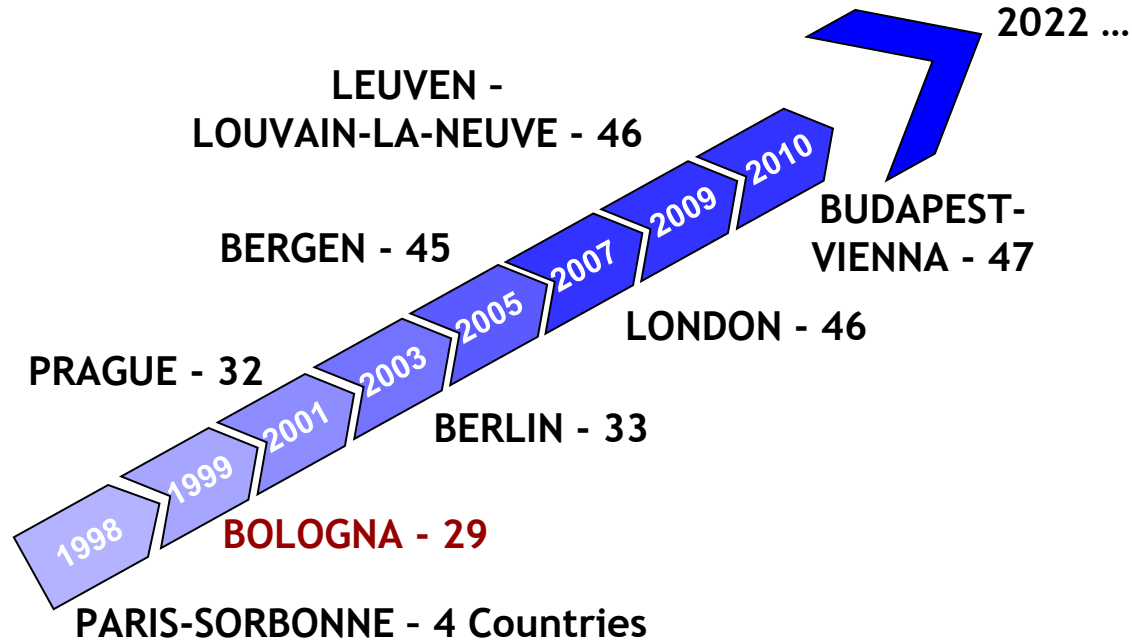 2022 …
LEUVEN –
LOUVAIN-LA-NEUVE - 46
2010
BUDAPEST-
VIENNA - 47
2009
BERGEN - 45
2007
LONDON - 46
2005
PRAGUE - 32
2003
BERLIN - 33
2001
1999
BOLOGNA - 29
1998
PARIS-SORBONNE – 4 Countries